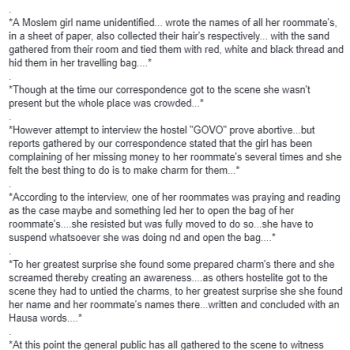 .
*A Moslem girl name unidentified... wrote the names of all her roommate's,
in a sheet of paper, also collected their hair's respectively... with the sand
gathered from their room and tied them with red, white and black thread and
hid them in her travelling bag....*
.
*Though at the time our correspondence got to the scene she wasn't
present but the whole place was crowded...*
.
*However attempt to interview the hostel "GOVO" prove abortive...but
reports gathered by our correspondence stated that the girl has been
complaining of her missing money to her roommate's several times and she
felt the best thing to do is to make charm for them...*
.
*According to the interview, one of her roommates was praying and reading
as the case maybe and something led her to open the bag of her
roommate's....she resisted but was fully moved to do so...she have to
suspend whatsoever she was doing nd and open the bag....*
.
*To her greatest surprise she found some prepared charm's there and she
screamed thereby creating an awareness....as others hostelite got to the
scene they had to untied the charms, to her greatest surprise she she found
her name and her roommate's names there...written and concluded with an
Hausa words....*
.
*At this point the general public has all gathered to the scene to witness